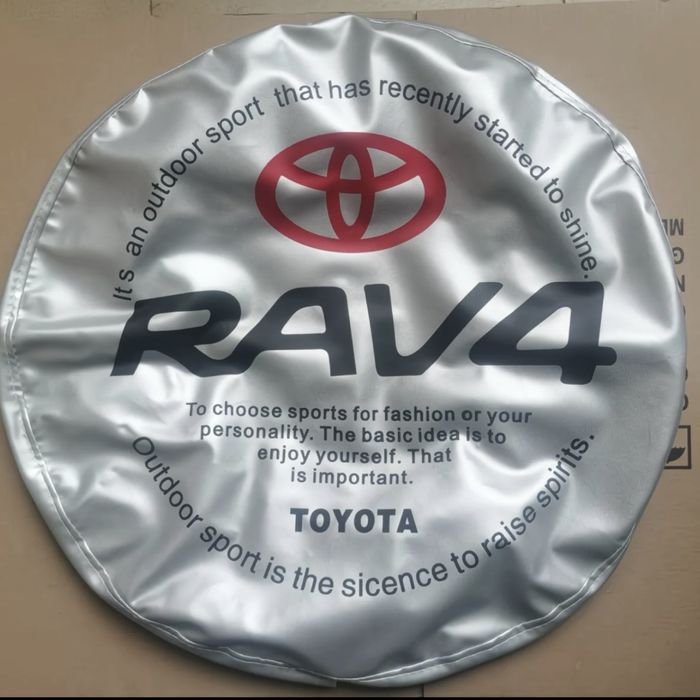 Its an outdoor sport that has recently started to shine.
RAV4
To choose sports for fashion or your
personality. The basic idea is to
enjoy yourself. That
is important.
TOYOTA
Outdoor sport is the sicence to raise spirits.